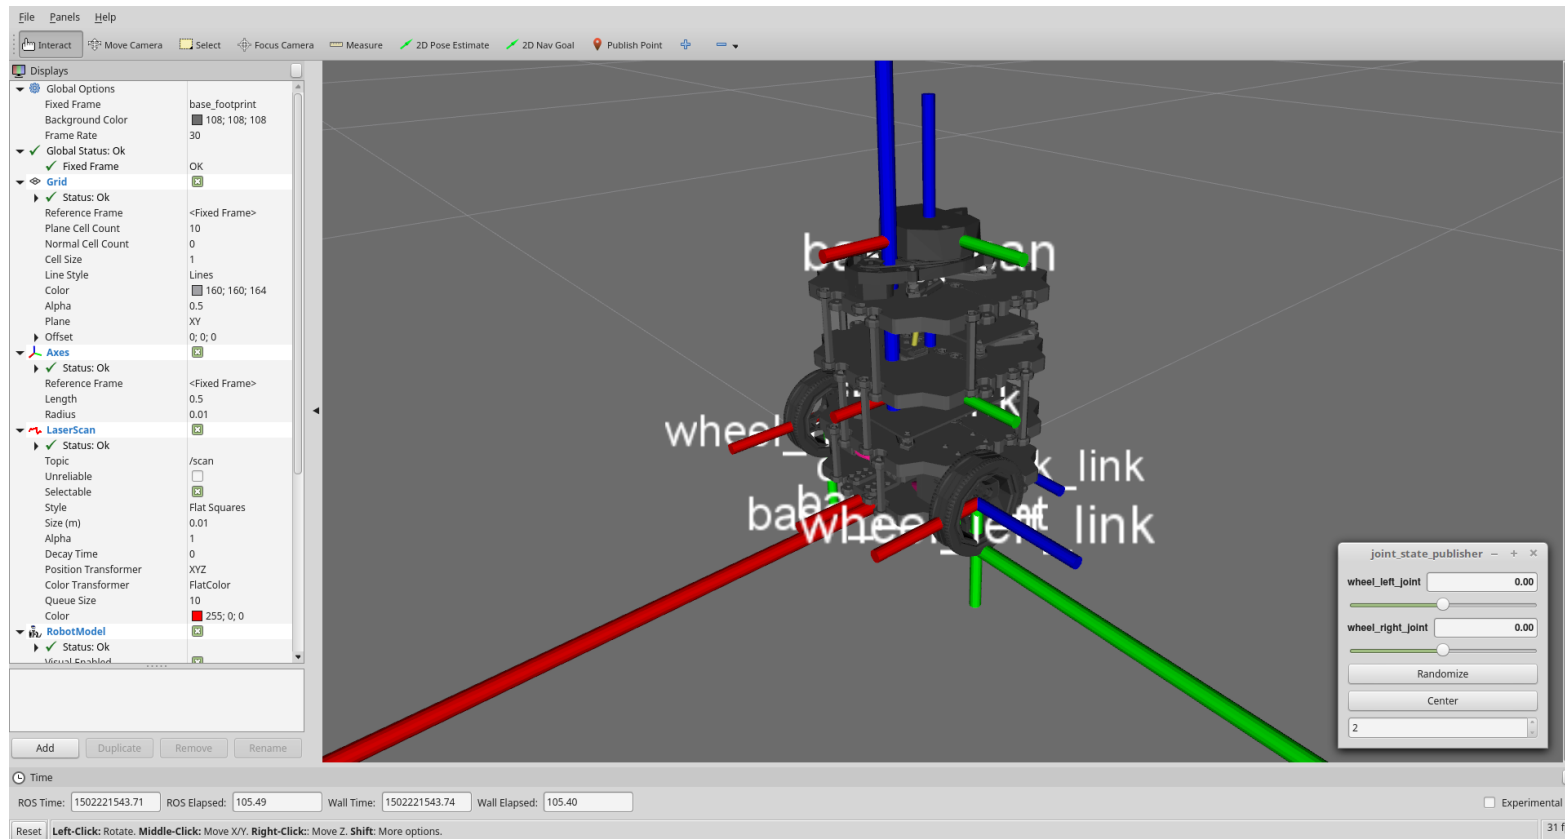 File Panels Help
Interact Move Camera Select Focus Camera Measure 2D Pose Estimate 2D Nav Goal Publish Point
Displays
Global Options
Fixed Frame base_footprint
Background Color 108; 108; 108
Frame Rate 30
Global Status: Ok
Fixed Frame OK
Grid
Status: Ok
Reference Frame <Fixed Frame>
Plane Cell Count 10
Normal Cell Count 0
Cell Size 1
Line Style Lines
Color 160; 160; 164
Alpha 0.5
Plane XY
Offset 0; 0; 0
Axes
Status: Ok
Reference Frame <Fixed Frame>
Length 0.5
Radius 0.01
LaserScan
Status: Ok
Topic /scan
Unreliable
Selectable
Style Flat Squares
Size (m) 0.01
Alpha 1
Decay Time 0
Position Transformer XYZ
Color Transformer FlatColor
Queue Size 10
Color 255; 0; 0
RobotModel
Status: Ok
Visual Enabled
Add Duplicate Remove Rename
wheel_left_link
joint_state_publisher
wheel_left_joint 0.00
wheel_right_joint 0.00
Randomize
Center
2
Time
ROS Time: 1502221543.71 ROS Elapsed: 105.49 Wall Time: 1502221543.74 Wall Elapsed: 105.40 Experimental
Reset Left-Click: Rotate. Middle-Click: Move X/Y. Right-Click:: Move Z. Shift: More options. 31 f